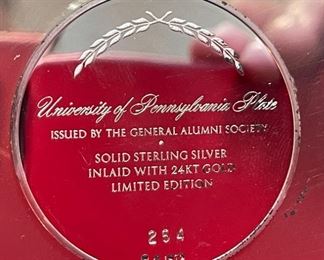 University of Pennsylvania Plate
ISSUED BY THE GENERAL ALUMNI SOCIETY
•
SOLID STERLING SILVER
INLAID WITH 24KT GOLD
LIMITED EDITION
254